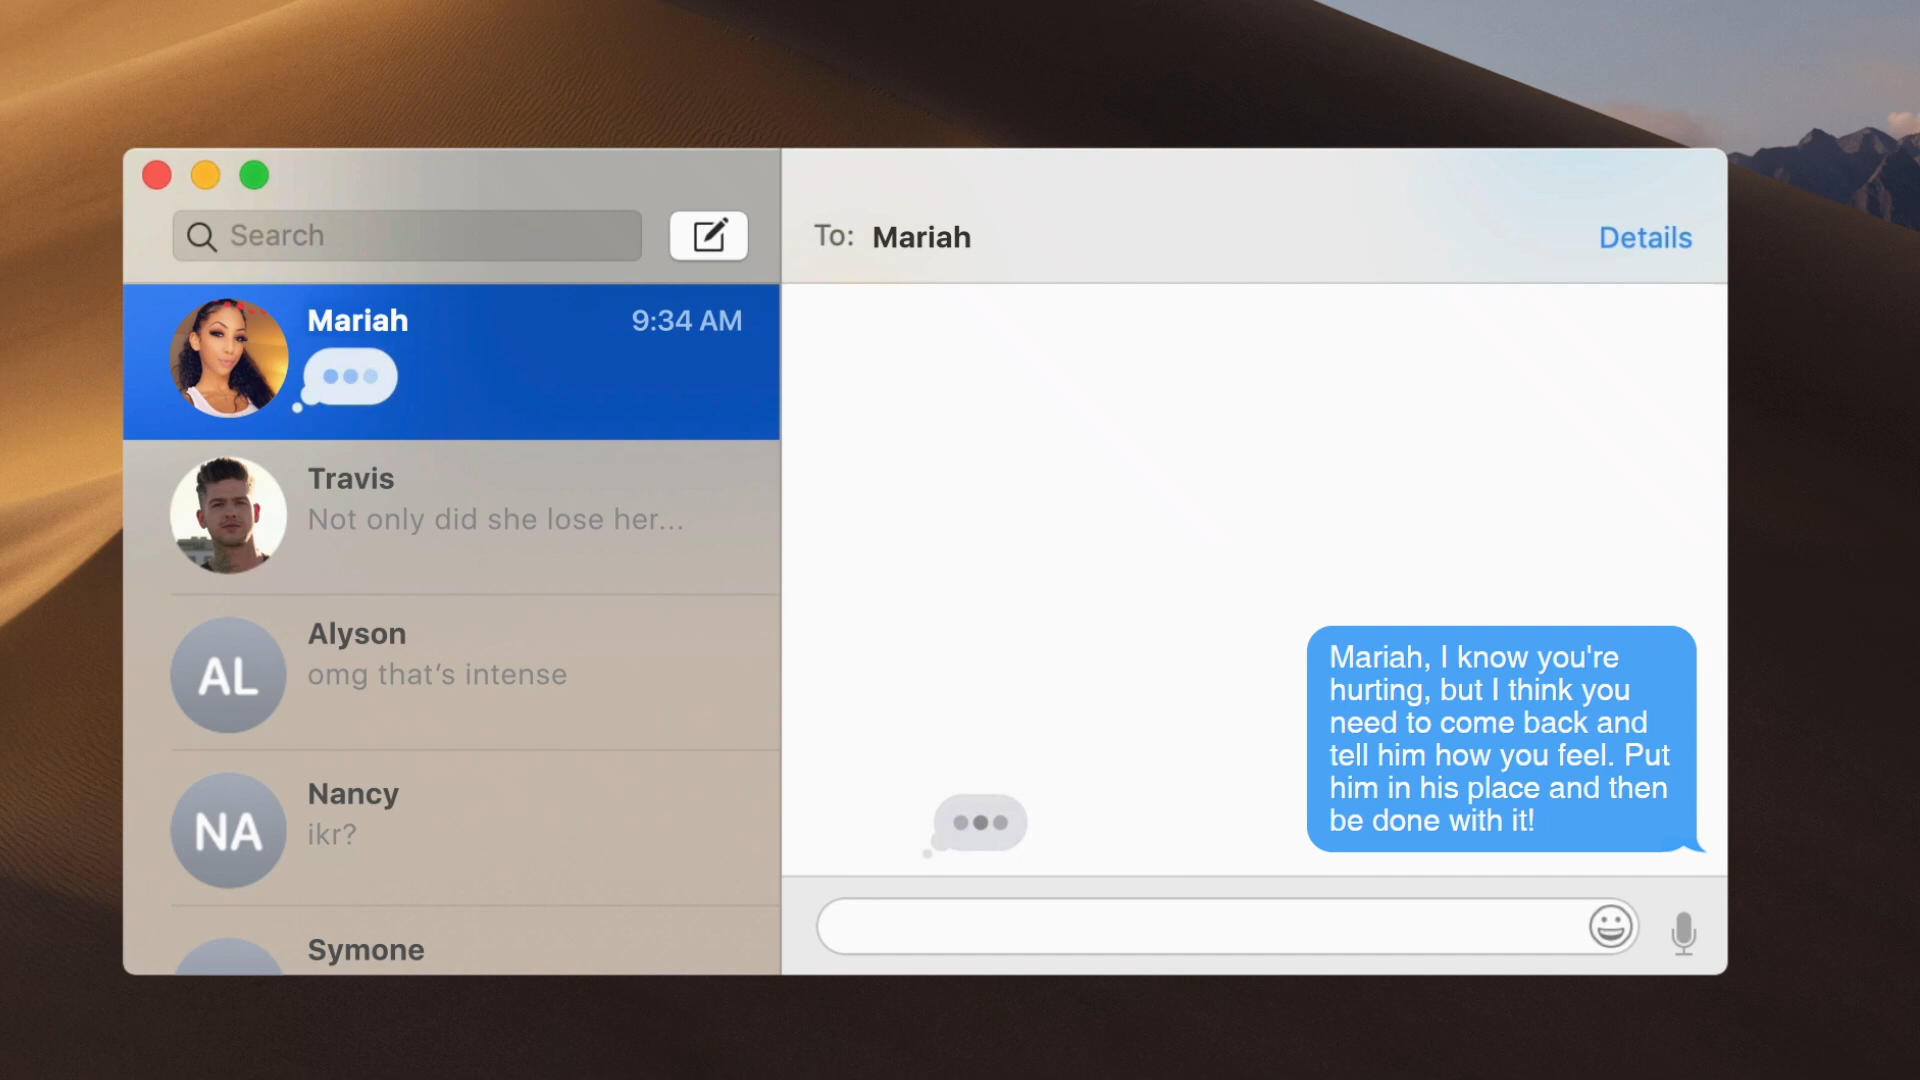 Search
Mariah
9:34 AM
Travis
Not only did she lose her...
AL
Alyson
omg that's intense
NA
Nancy
ikr?
Symone
To: Mariah
Details
Mariah, I know you're
hurting, but I think you
need to come back and
tell him how you feel. Put
him in his place and then
be done with it!